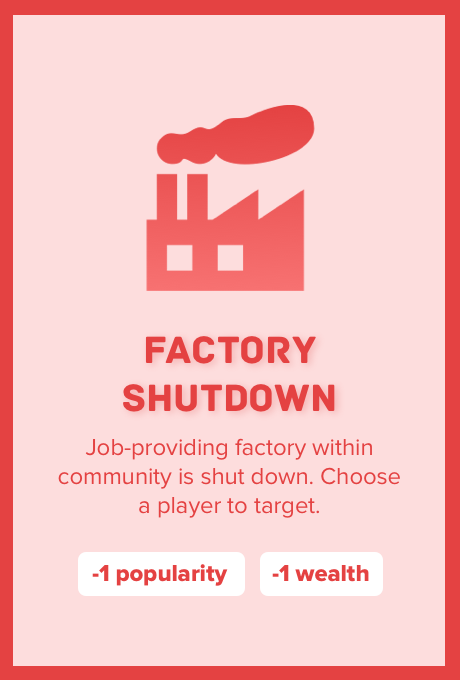 FACTORY
SHUTDOWN
Job-providing factory within
community is shut down. Choose
a player to target.
-1 popularity
-1 wealth